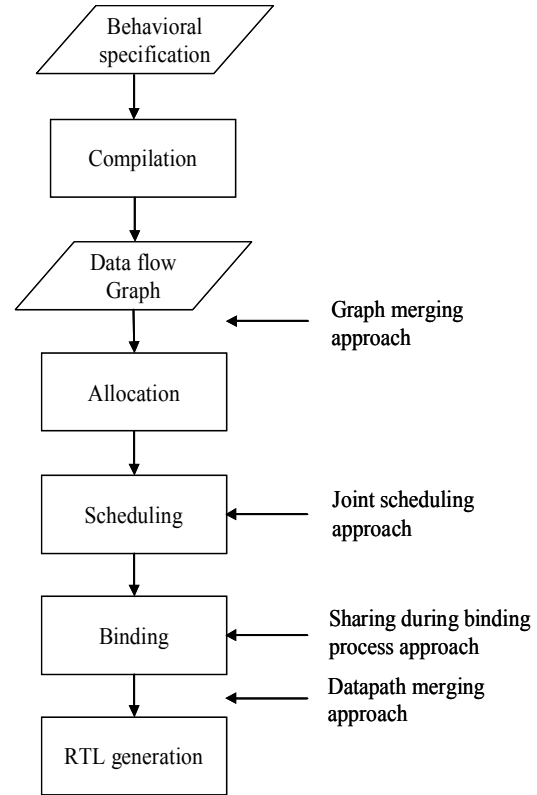 Behavioral
specification
Compilation
Data flow
Graph
Graph merging
approach
Allocation
Scheduling
Joint scheduling
approach
Binding
Sharing during binding
process approach
Datapath merging
approach
RTL generation